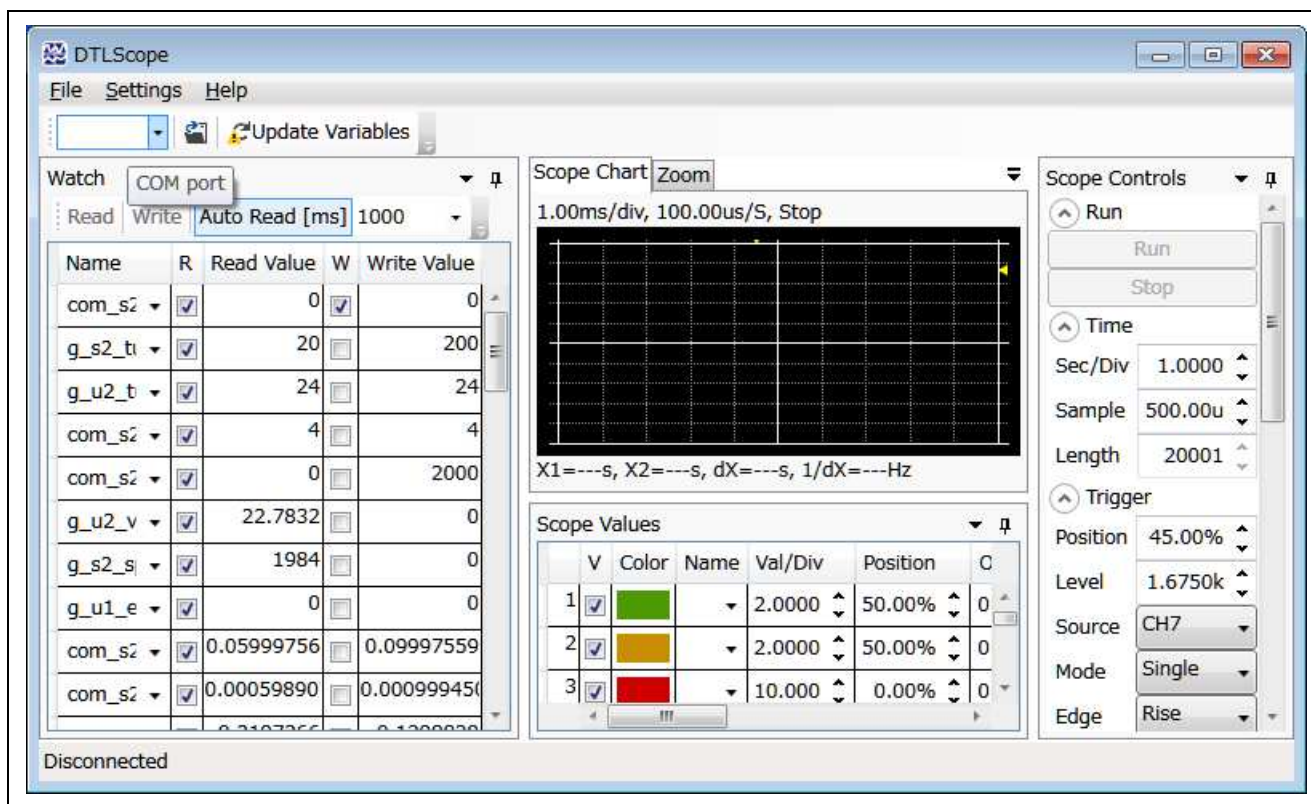 DTLScope
File Settings Help
Update Variables
COM port
Watch
Read Write Auto Read [ms] 1000
Name R Read Value W Write Value
com_s2 0 0
g_s2_t 20 200
g_u2_t 24 24
com_s2 4 4
com_s2 0 2000
g_u2_v 22.7832 0
g_s2_s 1984 0
g_u1_e 0 0
com_s2 0.05999756 0.09997559
com_s2 0.00059890 0.00099945
Scope Chart Zoom
1.00ms/div, 100.00us/S, Stop
X1=---s, X2=---s, dX=---s, 1/dX=---Hz
Scope Values
V Color Name Val/Div Position
1 2.0000 50.00% 0
2 2.0000 50.00% 0
3 10.000 0.00% 0
Scope Controls
Run
Run
Stop
Time
Sec/Div 1.0000
Sample 500.00u
Length 20001
Trigger
Position 45.00%
Level 1.6750k
Source CH7
Mode Single
Edge Rise
Disconnected